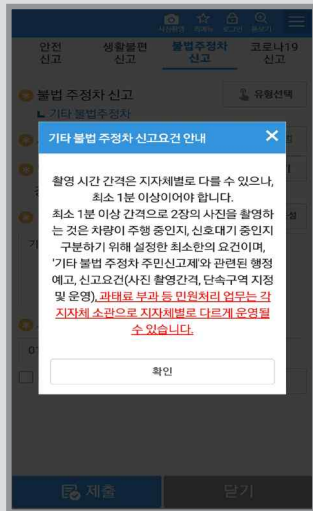 안전 신고
생활불편 신고
불법주정차 신고
코로나19 신고
불법 주정차 신고
유형선택
기타 불법주정차
기타 불법 주정차 신고요건 안내
촬영 시간 간격은 지자체별로 다를 수 있으나,
최소 1분 이상이어야 합니다.
최소 1분 이상 간격으로 2장의 사진을 촬영하
는 것은 차량이 주행 중인지, 신호대기 중인지
구분하기 위해 설정한 최소한의 요건이며,
'기타 불법 주정차 주민신고제'와 관련된 행정
예고, 신고요건(사진 촬영간격, 단속구역 지정
및 운영), 과태료 부과 등 민원처리 업무는 각
지자체 소관으로 지자체별로 다르게 운영될
수 있습니다.
확인
제출
닫기